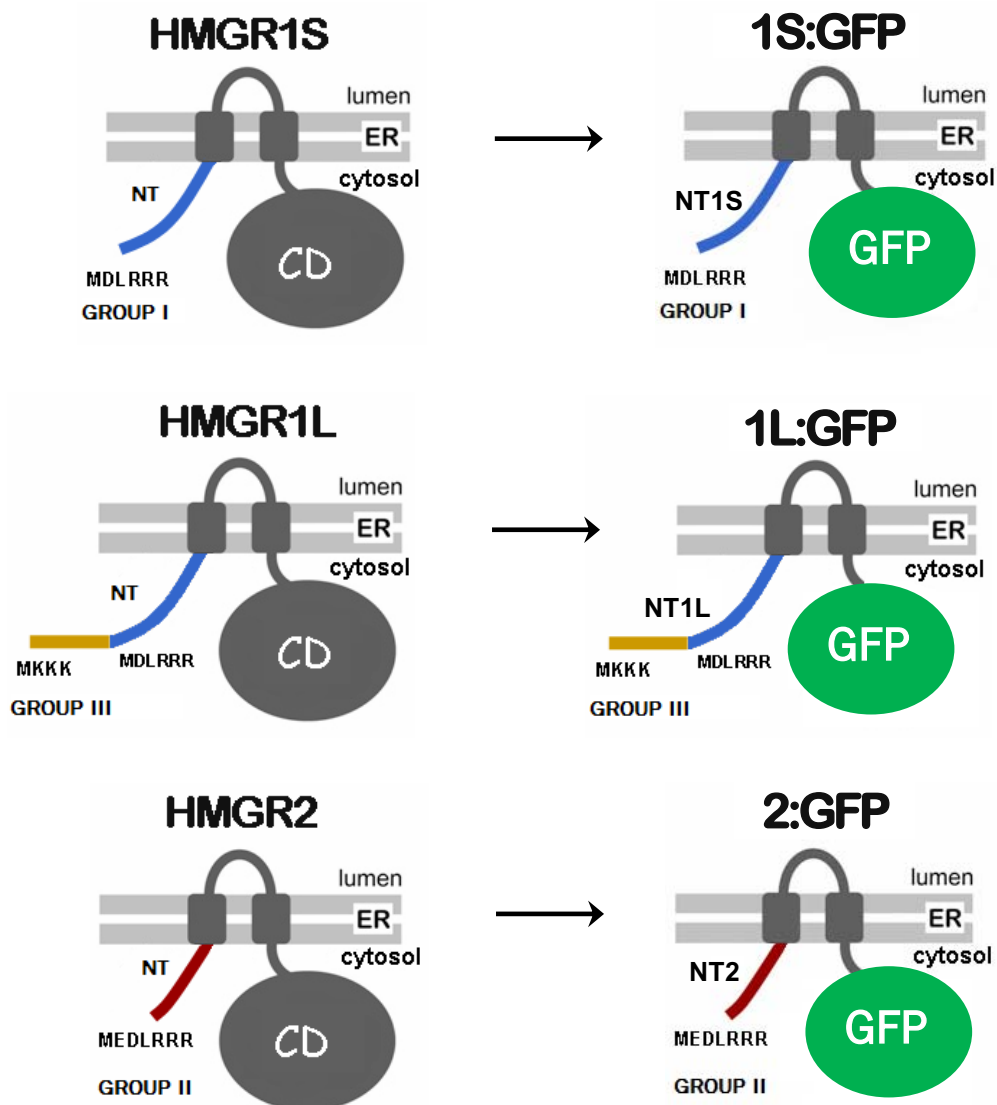 HMGR1S
lumen
ER
cytosol
NT
CD
MDLRRR
GROUP I
1S:GFP
lumen
ER
cytosol
NT1S
GFP
MDLRRR
GROUP I
HMGR1L
lumen
ER
cytosol
NT
CD
MKKK
MDLRRR
GROUP III
1L:GFP
lumen
ER
cytosol
NT1L
GFP
MKKK
MDLRRR
GROUP III
HMGR2
lumen
ER
cytosol
NT
CD
MEDLRRR
GROUP II
2:GFP
lumen
ER
cytosol
NT2
GFP
MEDLRRR
GROUP II